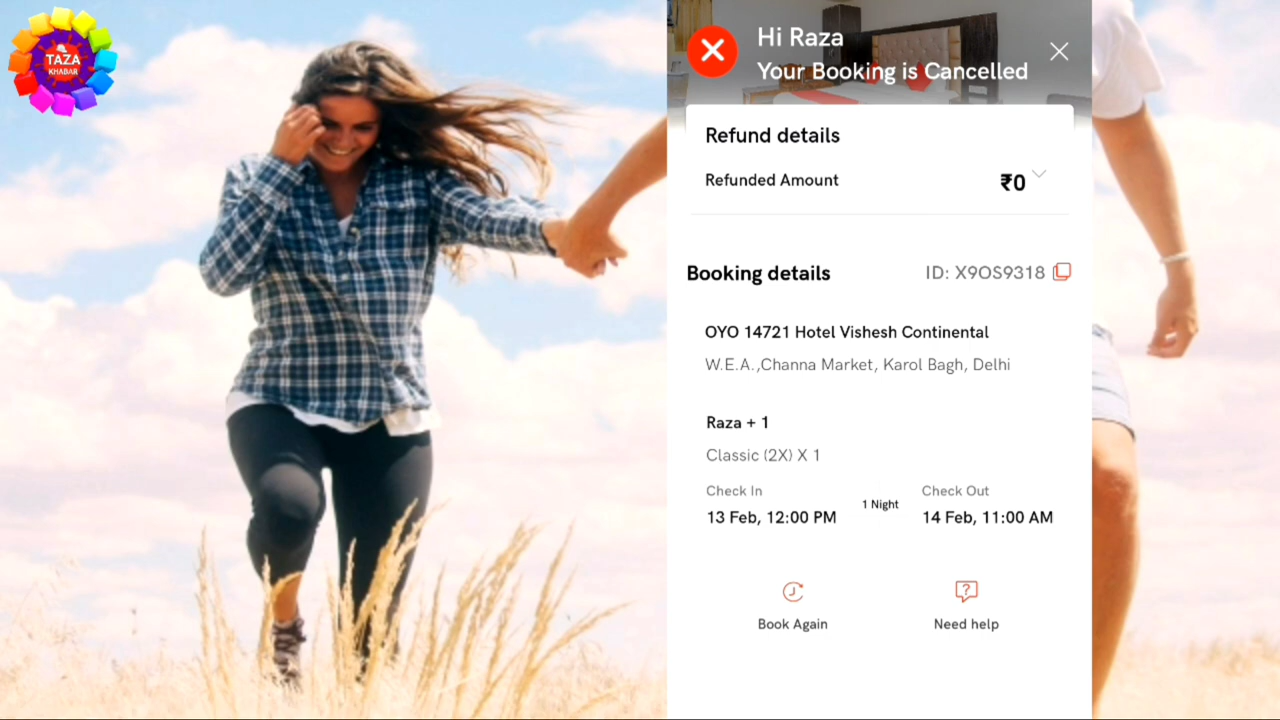 TAZA
KHABAR
Hi Raza
Your Booking is Cancelled
Refund details
Refunded Amount ₹0
Booking details ID: X9OS9318
OYO 14721 Hotel Vishesh Continental
W.E.A.,Channa Market, Karol Bagh, Delhi
Raza + 1
Classic (2X) X 1
Check In Check Out
13 Feb, 12:00 PM 1 Night 14 Feb, 11:00 AM
Book Again Need help